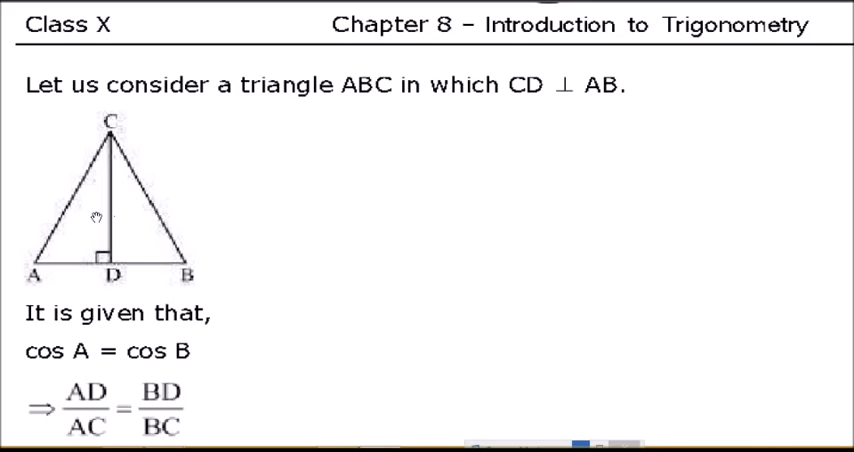 Class X
Chapter 8 – Introduction to Trigonometry
Let us consider a triangle ABC in which CD ⊥ AB.
C
A D B
It is given that,
cos A = cos B
⇒ AD/AC = BD/BC